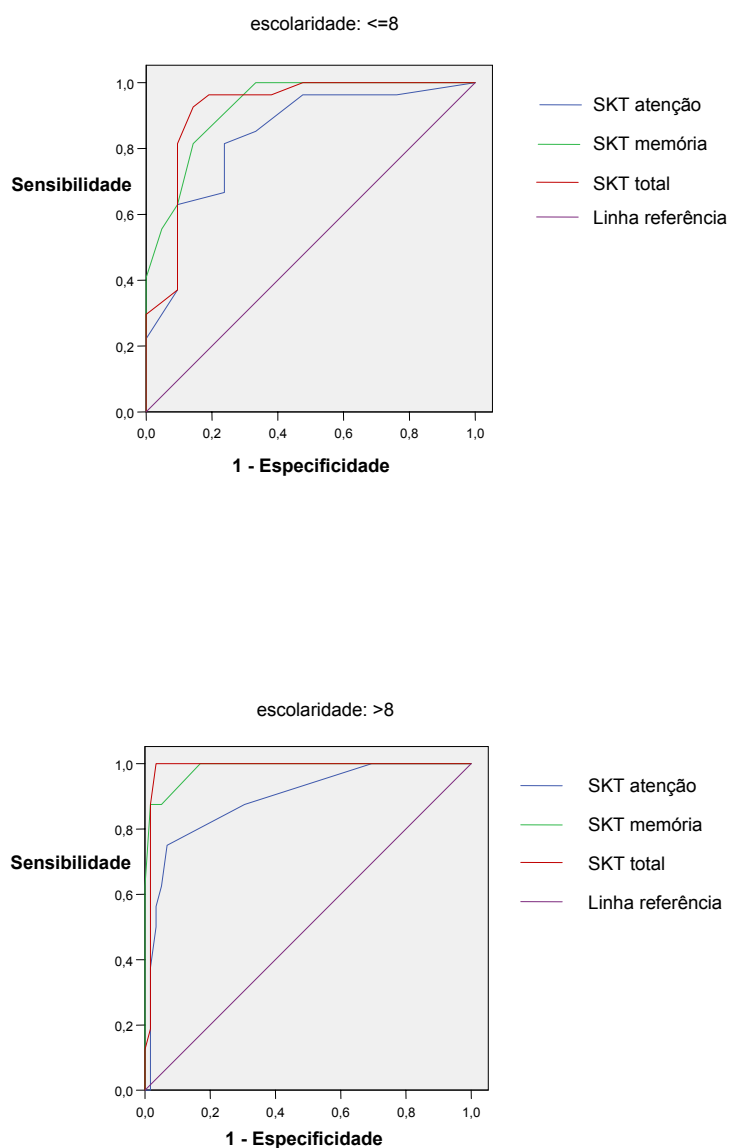 escolaridade: <=8
1,0
0,8
0,6
0,4
0,2
0,0
Sensibilidade
0,0 0,2 0,4 0,6 0,8 1,0
1 - Especificidade
SKT atenção
SKT memória
SKT total
Linha referência
escolaridade: >8
1,0
0,8
0,6
0,4
0,2
0,0
Sensibilidade
0,0 0,2 0,4 0,6 0,8 1,0
1 - Especificidade
SKT atenção
SKT memória
SKT total
Linha referência